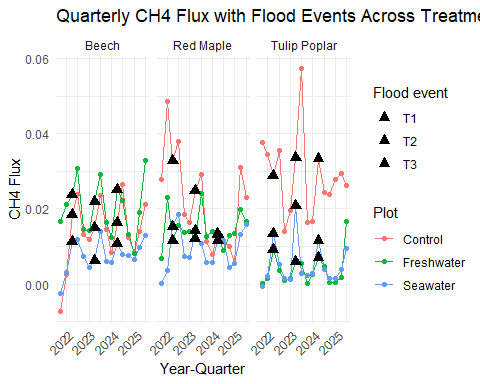 Quarterly CH4 Flux with Flood Events Across Treatme
Beech
Red Maple
Tulip Poplar
0.06
0.04
0.02
0.00
CH4 Flux
2022
2023
2024
2025
2022
2023
2024
2025
2022
2023
2024
2025
Year-Quarter
Flood event
T1
T2
T3
Plot
Control
Freshwater
Seawater